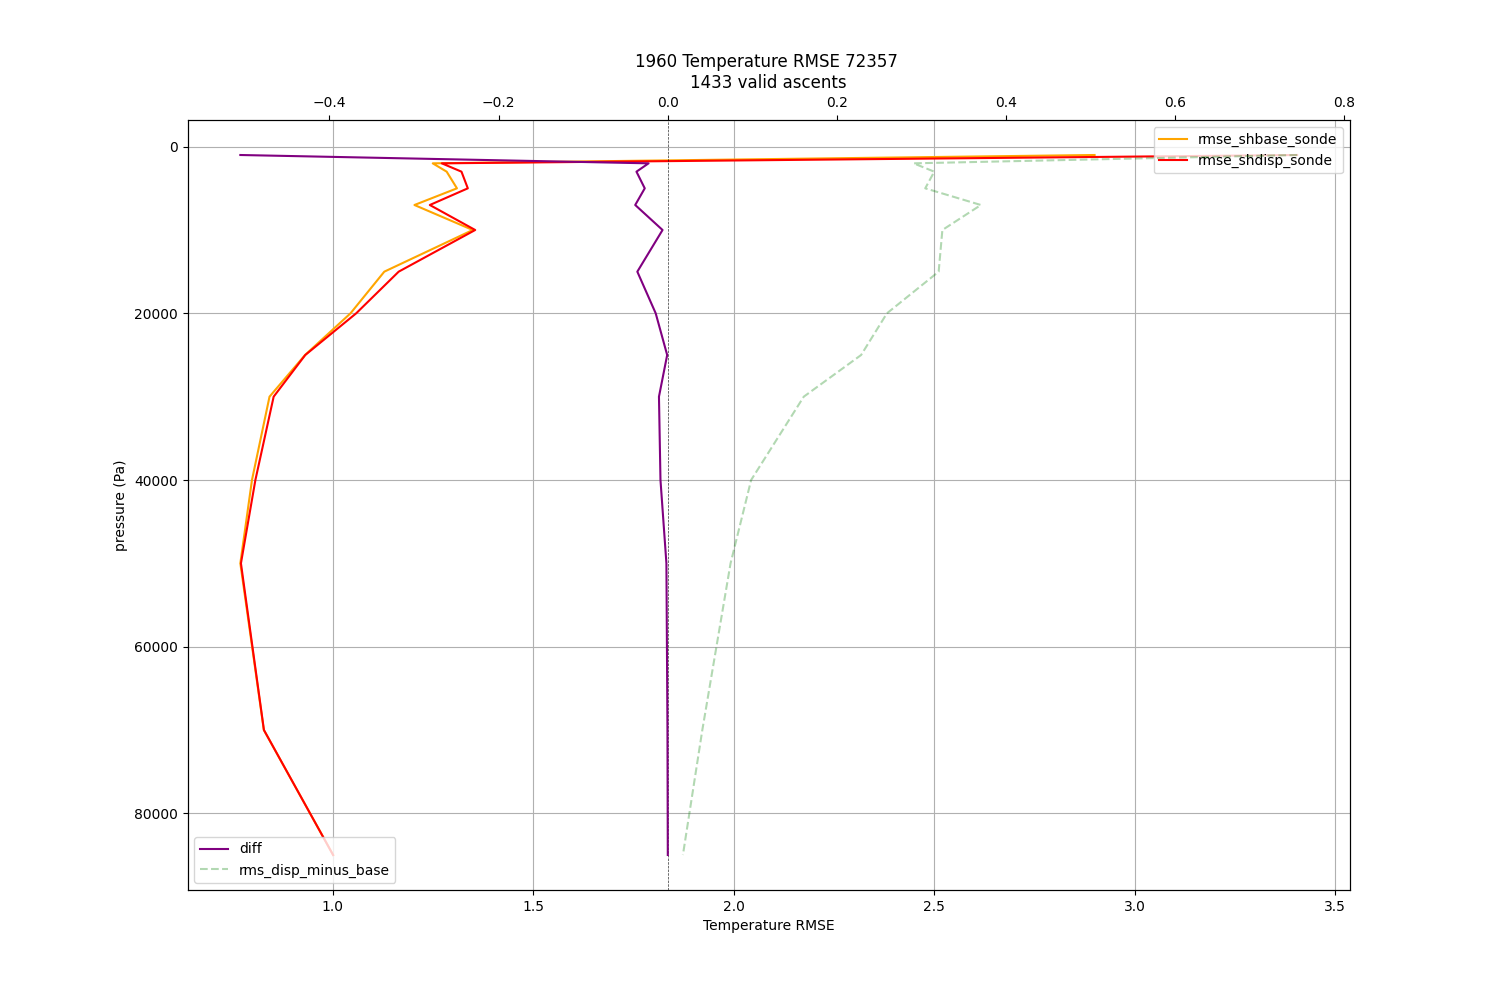 1960 Temperature RMSE 72357
1433 valid ascents
−0.4 −0.2 0.0 0.2 0.4 0.6 0.8
rmse_shbase_sonde
rmse_shdisp_sonde
0
20000
40000
60000
80000
pressure (Pa)
diff
rms_disp_minus_base
1.0 1.5 2.0 2.5 3.0 3.5
Temperature RMSE